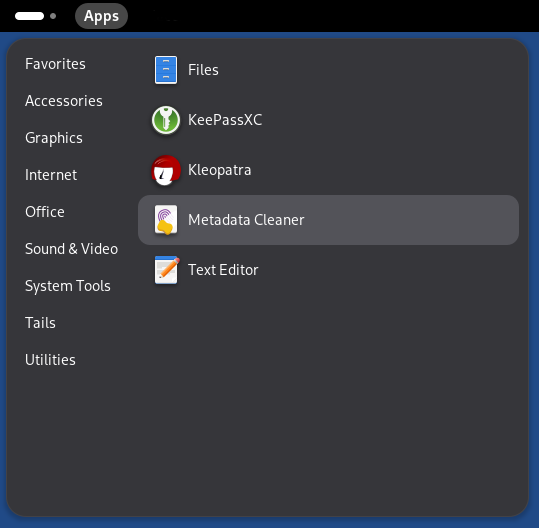 Apps
Favorites
Accessories
Graphics
Internet
Office
Sound & Video
System Tools
Tails
Utilities
Files
KeePassXC
Kleopatra
Metadata Cleaner
Text Editor